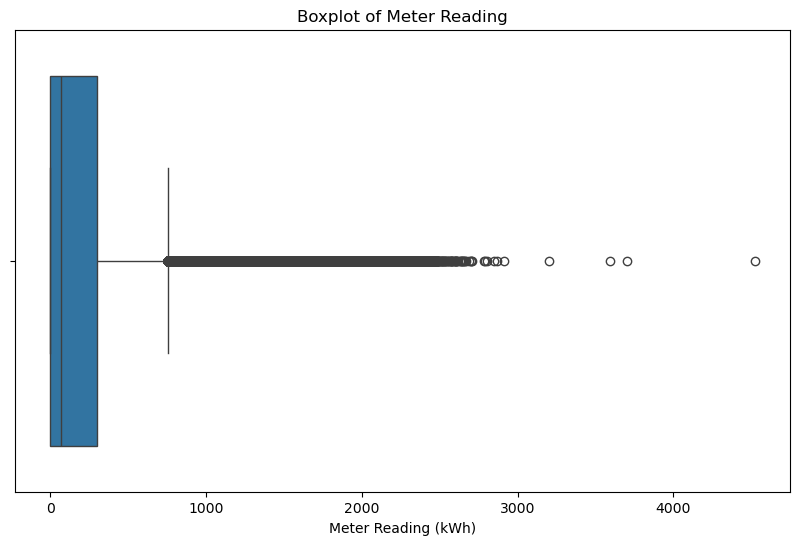 Boxplot of Meter Reading
0 1000 2000 3000 4000
Meter Reading (kWh)